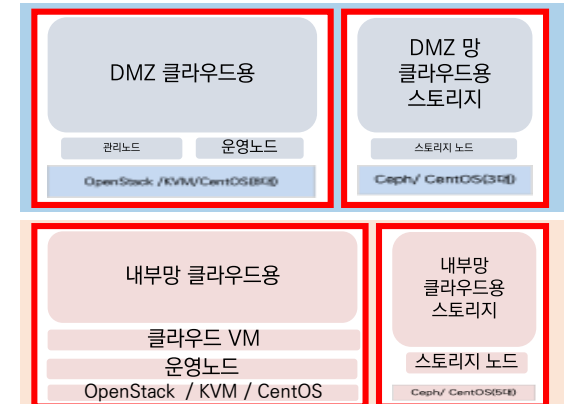 DMZ 클라우드용
관리노드
운영노드
OpenStack /KVM/CentOS(8대)
DMZ 망
클라우드용
스토리지
스토리지 노드
Ceph/ CentOS(3대)
내부망 클라우드용
클라우드 VM
운영노드
OpenStack / KVM / CentOS
내부망
클라우드용
스토리지
스토리지 노드
Ceph/ CentOS(5대)